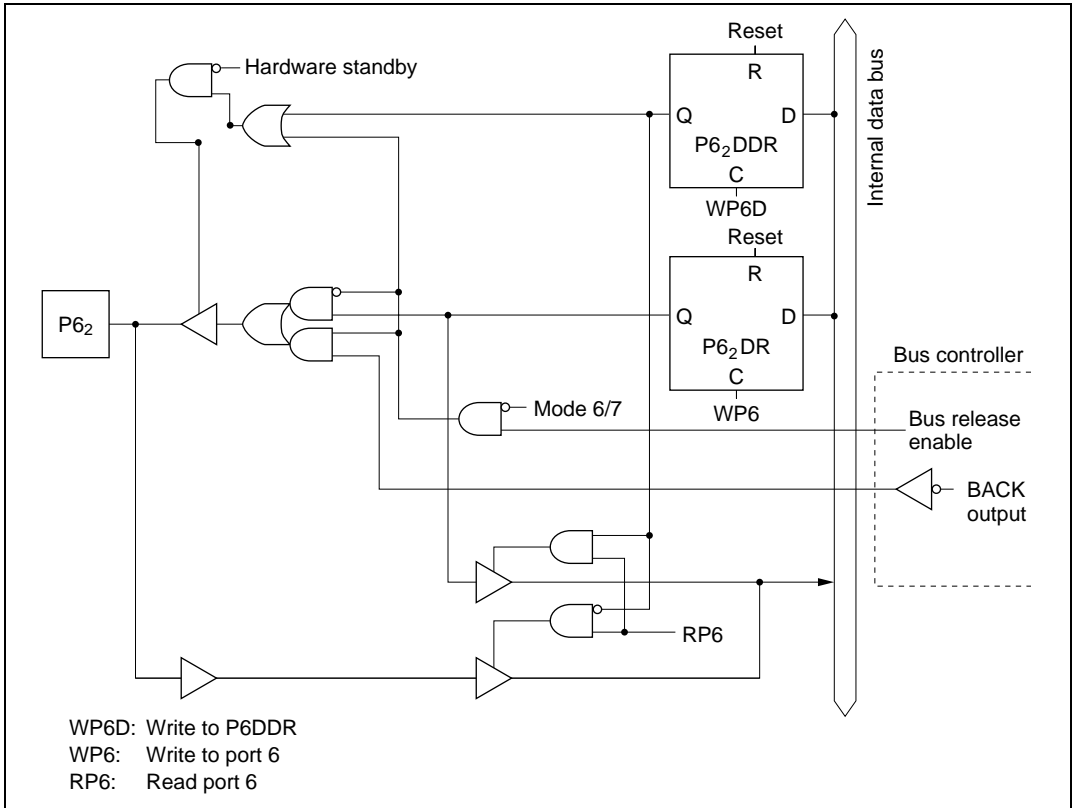 Reset
Hardware standby
R
Q
D
P6₂DDR
C
WP6D
Internal data bus
Reset
R
P6₂
Q
D
P6₂DR
C
WP6
Bus controller
Mode 6/7
Bus release
enable
BACK
output
RP6
WP6D: Write to P6DDR
WP6: Write to port 6
RP6: Read port 6